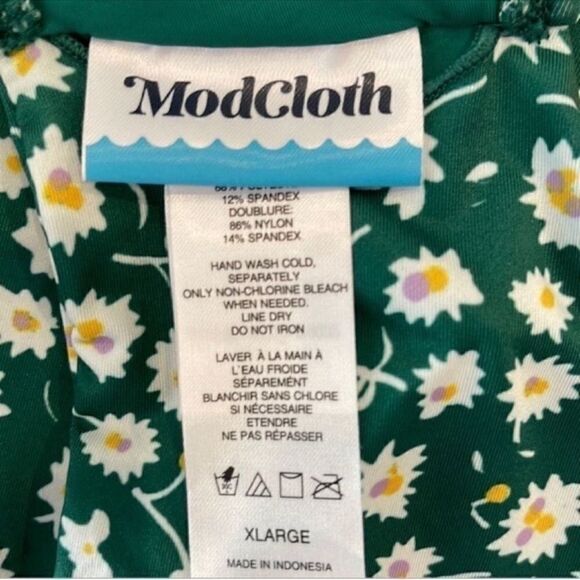 ModCloth
12% SPANDEX
DOUBLURE:
86% NYLON
14% SPANDEX
HAND WASH COLD,
SEPARATELY
ONLY NON-CHLORINE BLEACH
WHEN NEEDED.
LINE DRY
DO NOT IRON
LAVER À LA MAIN À
L'EAU FROIDE
SÉPARÉMENT
BLANCHIR SANS CHLORE
SI NÉCESSAIRE
ETENDRE
NE PAS RÉPASSER
XLARGE
MADE IN INDONESIA